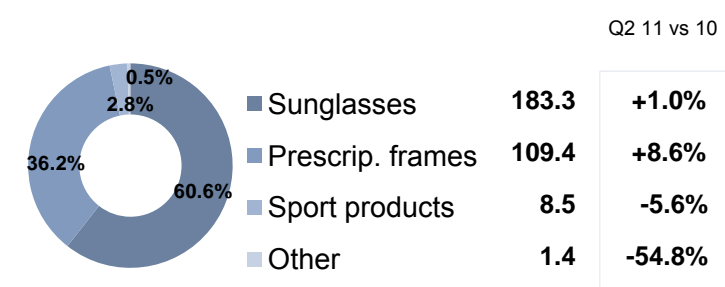 Q2 11 vs 10
0.5%
2.8%
36.2%
60.6%
Sunglasses 183.3 +1.0%
Prescrip. frames 109.4 +8.6%
Sport products 8.5 -5.6%
Other 1.4 -54.8%